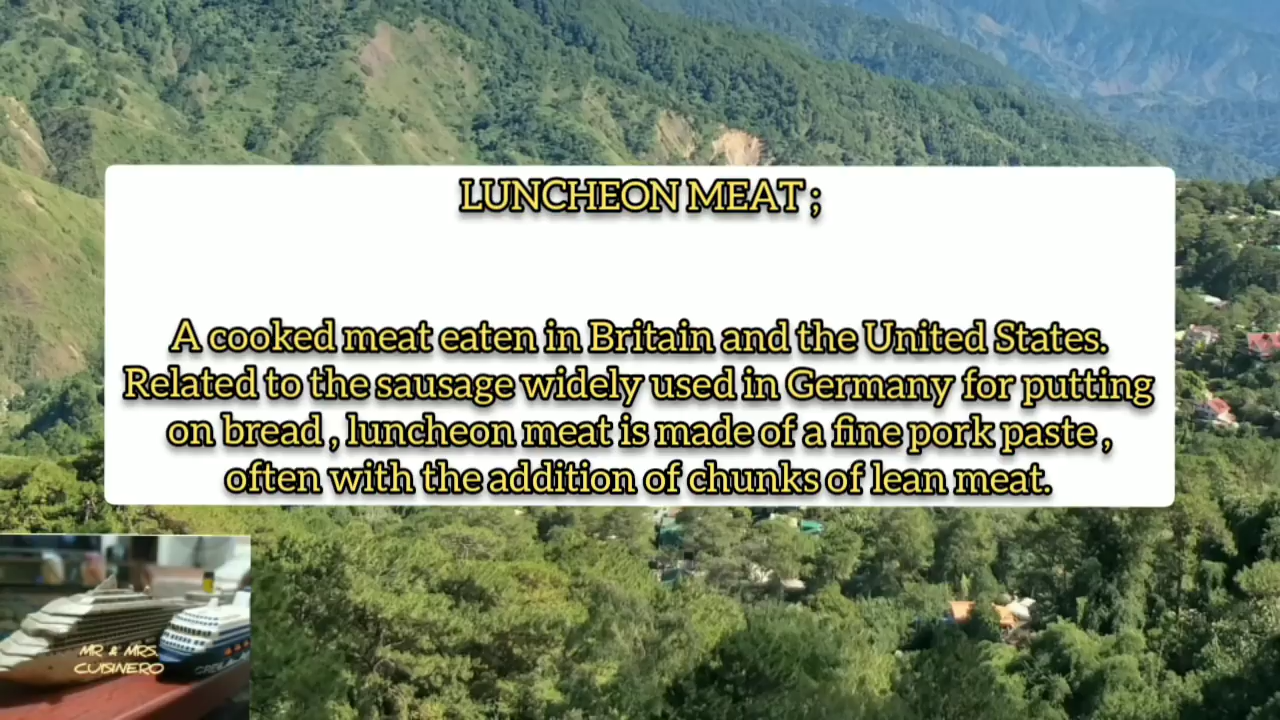 LUNCHEON MEAT ;
A cooked meat eaten in Britain and the United States.
Related to the sausage widely used in Germany for putting
on bread , luncheon meat is made of a fine pork paste ,
often with the addition of chunks of lean meat.
MR & MRS.
CUISINERO